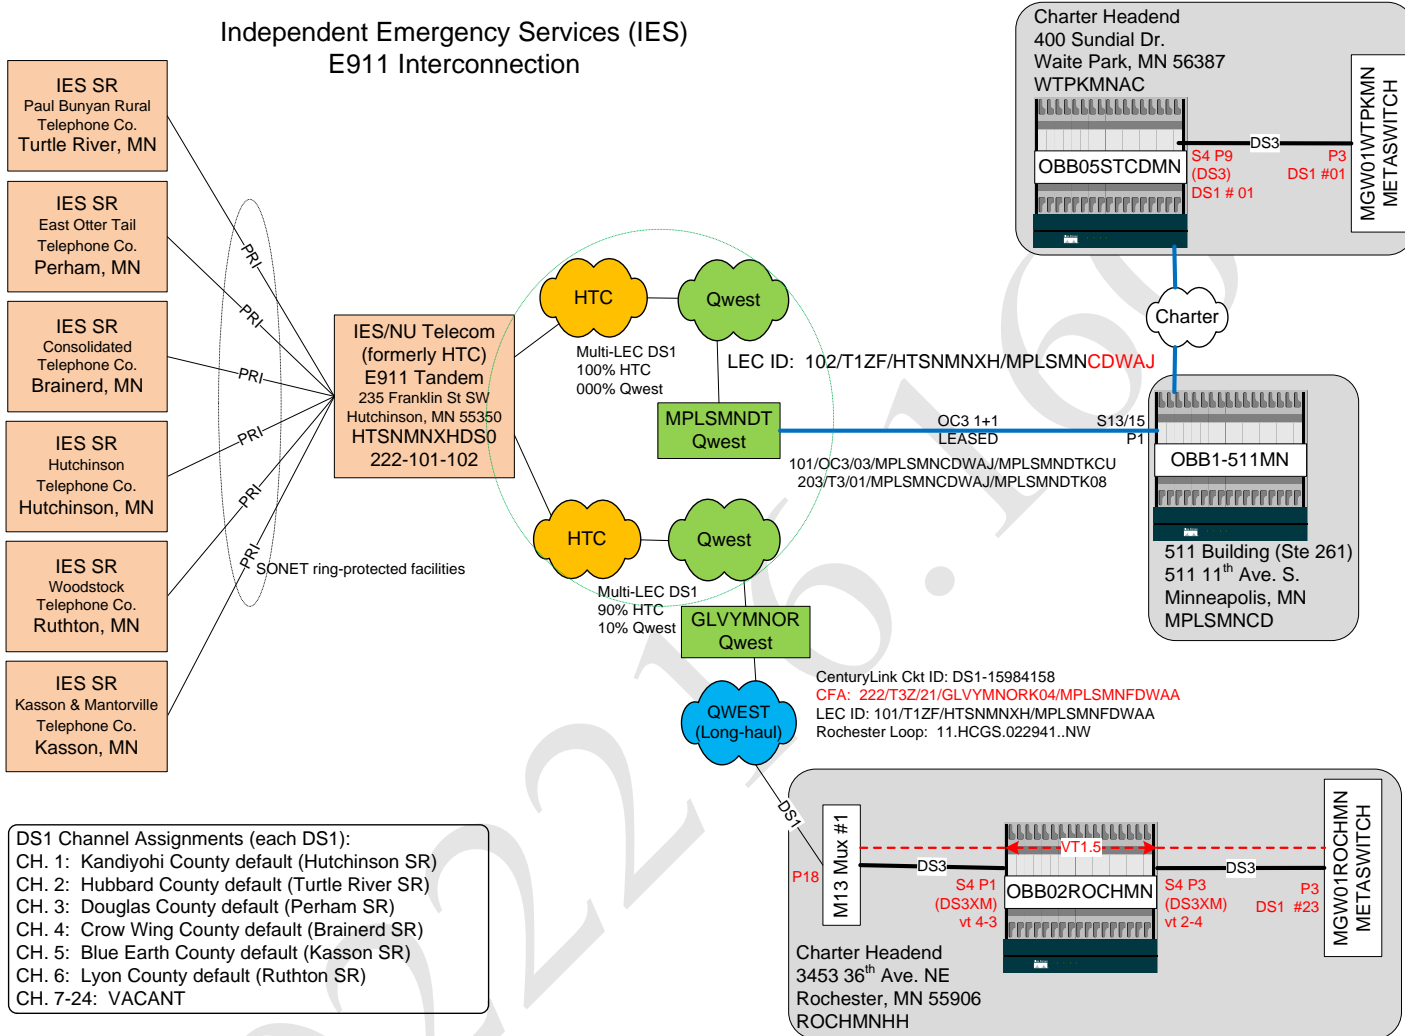 Independent Emergency Services (IES)
E911 Interconnection
IES SR
Paul Bunyan Rural
Telephone Co.
Turtle River, MN
IES SR
East Otter Tail
Telephone Co.
Perham, MN
IES SR
Consolidated
Telephone Co.
Brainerd, MN
IES SR
Hutchinson
Telephone Co.
Hutchinson, MN
IES SR
Woodstock
Telephone Co.
Ruthton, MN
IES SR
Kasson & Mantorville
Telephone Co.
Kasson, MN
PRI
PRI
PRI
PRI
PRI
PRI
SONET ring-protected facilities
IES/NU Telecom
(formerly HTC)
E911 Tandem
235 Franklin St SW
Hutchinson, MN 55350
HTSNMNXHDS0
222-101-102
HTC
Qwest
Multi-LEC DS1
100% HTC
000% Qwest
LEC ID: 102/T1ZF/HTSNMNXH/MPLSMNCDWAJ
MPLSMNDT
Qwest
OC3 1+1
LEASED
S13/15
P1
101/OC3/03/MPLSMNCDWAJ/MPLSMNDTKCU
203/T3/01/MPLSMNCDWAJ/MPLSMNDTK08
HTC
Qwest
Multi-LEC DS1
90% HTC
10% Qwest
GLVYMNOR
Qwest
QWEST
(Long-haul)
CenturyLink Ckt ID: DS1-15984158
CFA: 222/T3Z/21/GLVYMNORK04/MPLSMNFDWAA
LEC ID: 101/T1ZF/HTSNMNXH/MPLSMNFDWAA
Rochester Loop: 11.HCGS.022941..NW
Charter Headend
400 Sundial Dr.
Waite Park, MN 56387
WTPKMNAC
OBB05STCDMN
DS3
S4 P9
(DS3)
DS1 # 01
P3
DS1 #01
MGW01WTPKMN
METASWITCH
Charter
OBB1-511MN
511 Building (Ste 261)
511 11th Ave. S.
Minneapolis, MN
MPLSMNCD
DS1
P18
M13 Mux #1
DS3
VT1.5
S4 P1
(DS3XM)
vt 4-3
OBB02ROCHMN
DS3
S4 P3
(DS3XM)
vt 2-4
P3
DS1 #23
MGW01ROCHMN
METASWITCH
Charter Headend
3453 36th Ave. NE
Rochester, MN 55906
ROCHMNHH
DS1 Channel Assignments (each DS1):
CH. 1: Kandiyohi County default (Hutchinson SR)
CH. 2: Hubbard County default (Turtle River SR)
CH. 3: Douglas County default (Perham SR)
CH. 4: Crow Wing County default (Brainerd SR)
CH. 5: Blue Earth County default (Kasson SR)
CH. 6: Lyon County default (Ruthton SR)
CH. 7-24: VACANT